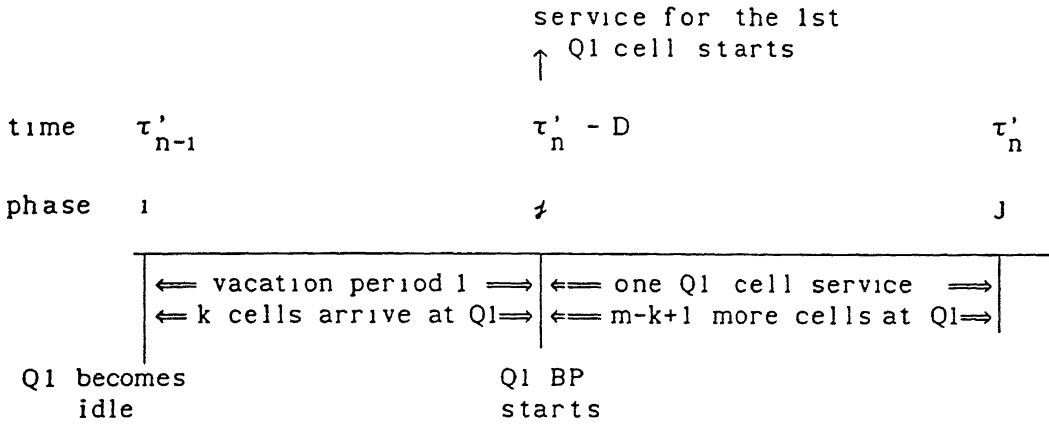 service for the 1st
↑ Q1 cell starts
time τ'n-1 τ'n - D τ'n
phase i j
⇐ vacation period 1 ⇒ ⇐ one Q1 cell service ⇒
⇐ k cells arrive at Q1⇒ ⇐ m-k+1 more cells at Q1⇒
Q1 becomes Q1 BP
idle starts